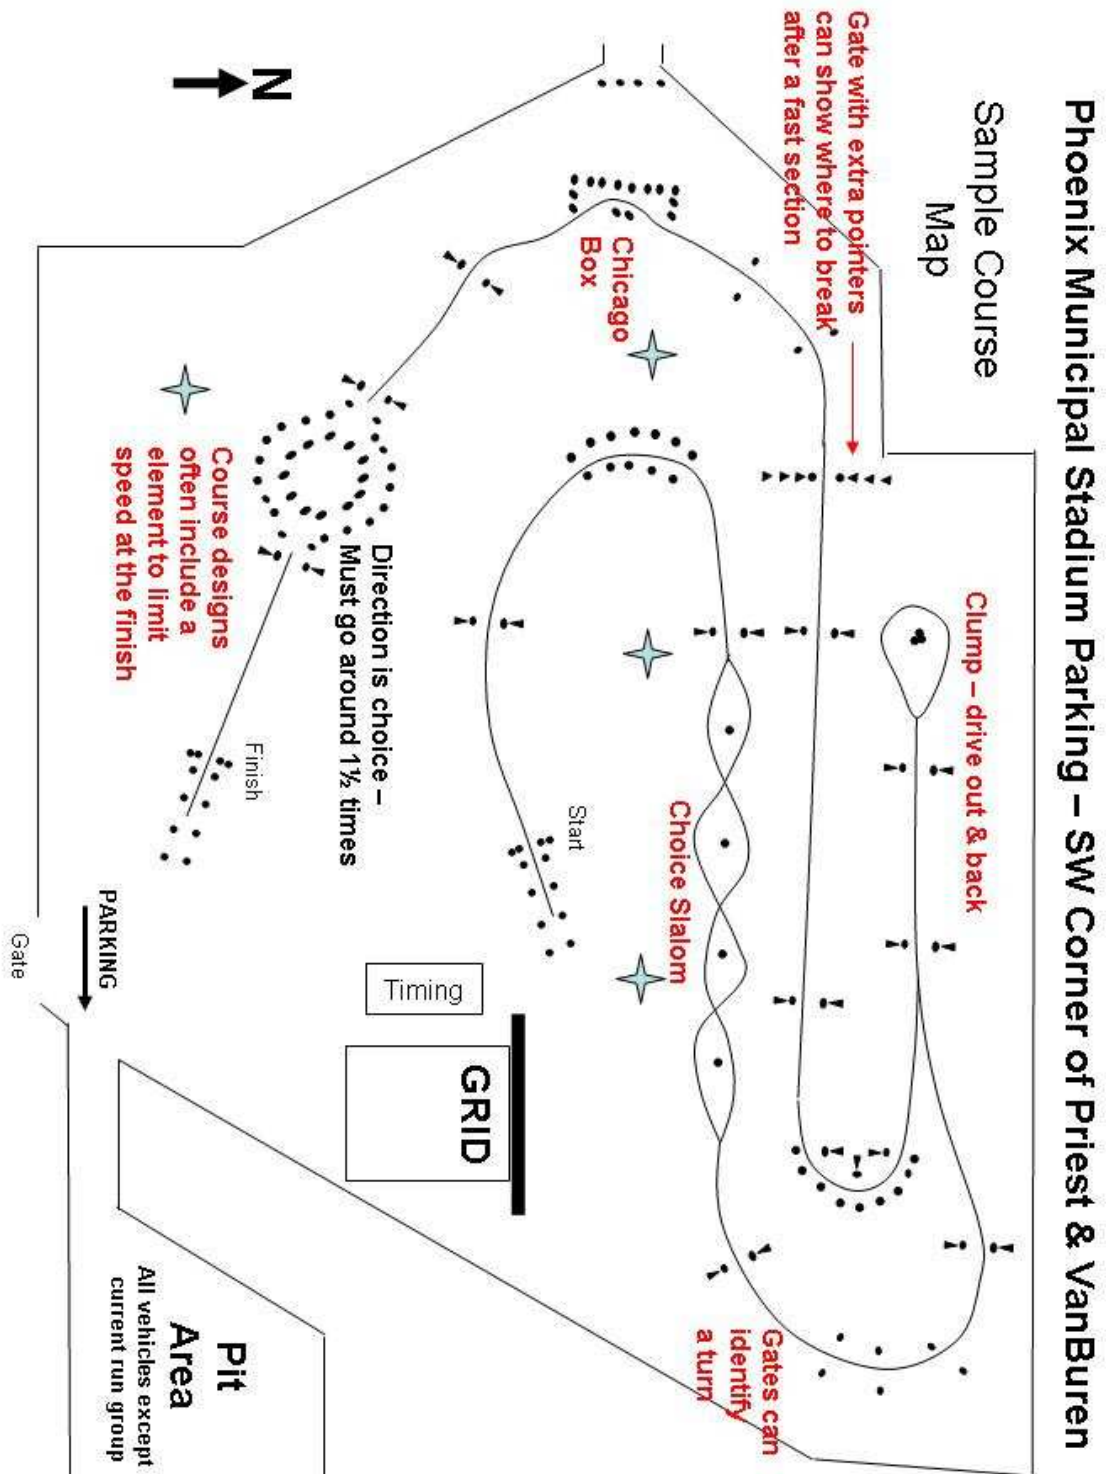 Phoenix Municipal Stadium Parking – SW Corner of Priest & VanBuren
Sample Course
Map
Gate with extra pointers
can show where to break
after a fast section
N
Clump – drive out & back
Chicago
Box
Choice Slalom
Gates can
identify
a turn
Start
Direction is choice –
Must go around 1½ times
Course designs
often include a
element to limit
speed at the finish
Finish
Timing
GRID
PARKING
Gate
Pit
Area
All vehicles except
current run group